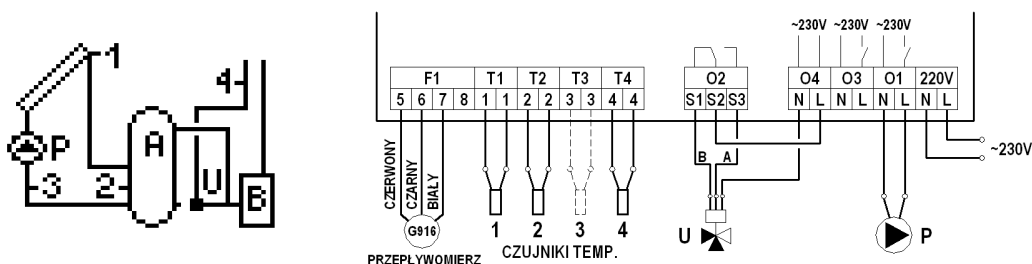 1
4
P
A
3
2
U
B
~230V ~230V ~230V
F1 T1 T2 T3 T4 O2 O4 O3 O1 220V
5 6 7 8 1 1 2 2 3 3 4 4 S1 S2 S3 N L N L N L N L
CZERWONY
CZARNY
BIAŁY
B A
~230V
G916
1 2 3 4
U
P
PRZEPŁYWOMIERZ
CZUJNIKI TEMP.